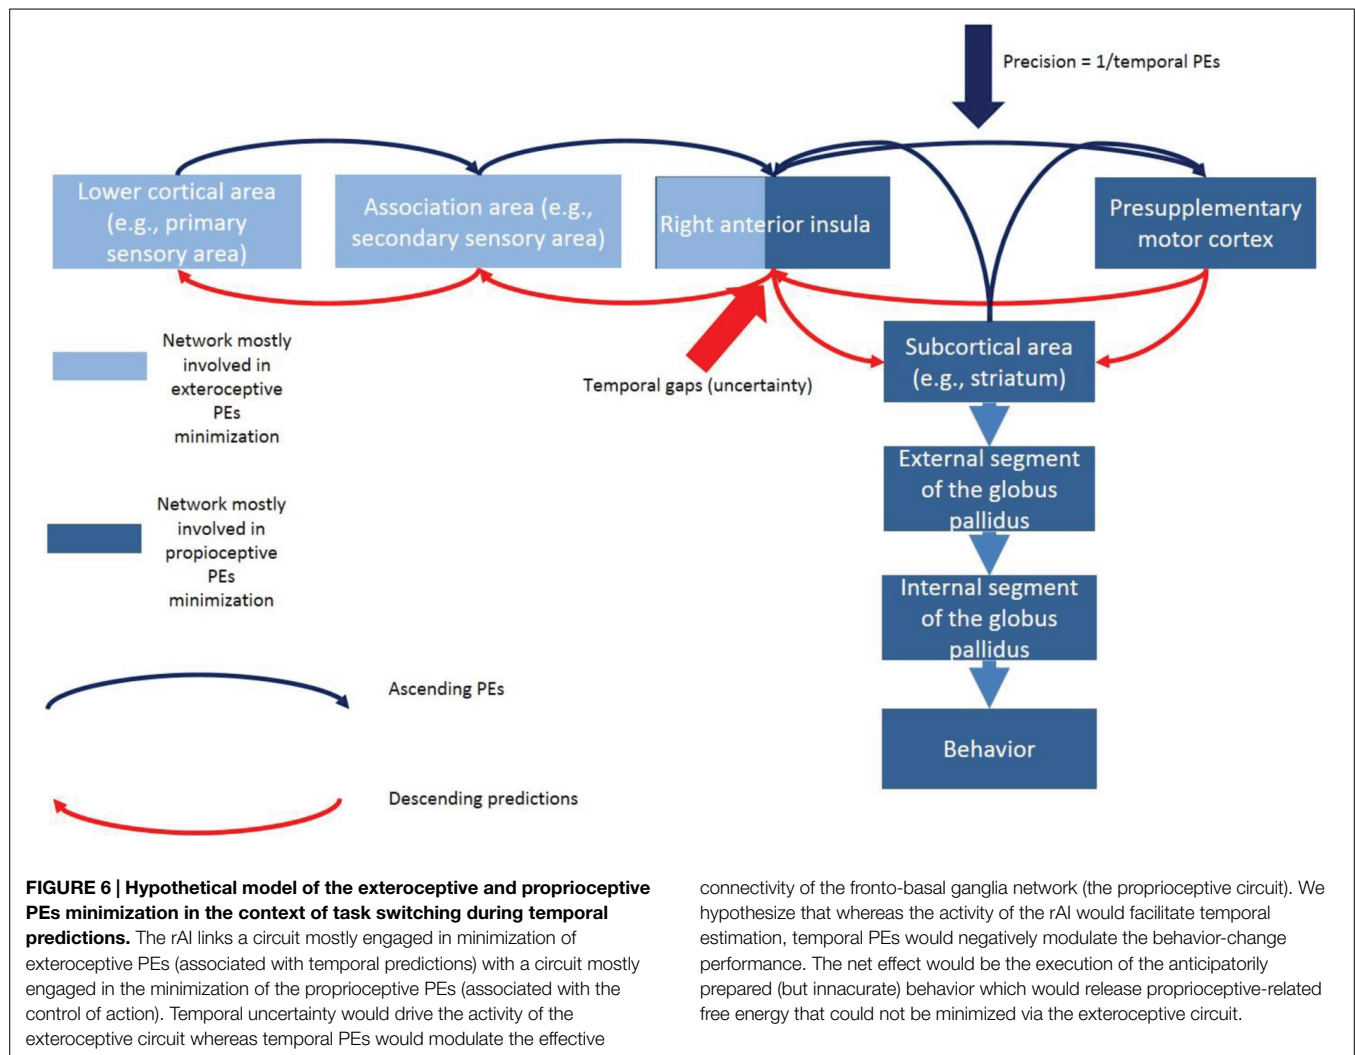 Precision = 1/temporal PEs
Lower cortical area
(e.g., primary
sensory area)
Association area (e.g.,
secondary sensory area)
Right anterior insula
Presupplementary
motor cortex
Network mostly
involved in
exteroceptive
PEs
minimization
Temporal gaps (uncertainty)
Subcortical area
(e.g., striatum)
External segment
of the globus
pallidus
Network mostly
involved in
propioceptive
PEs
minimization
Internal segment
of the globus
pallidus
Ascending PEs
Behavior
Descending predictions
FIGURE 6 | Hypothetical model of the exteroceptive and proprioceptive
PEs minimization in the context of task switching during temporal
predictions. The rAI links a circuit mostly engaged in minimization of
exteroceptive PEs (associated with temporal predictions) with a circuit mostly
engaged in the minimization of the proprioceptive PEs (associated with the
control of action). Temporal uncertainty would drive the activity of the
exteroceptive circuit whereas temporal PEs would modulate the effective
connectivity of the fronto-basal ganglia network (the proprioceptive circuit). We
hypothesize that whereas the activity of the rAI would facilitate temporal
estimation, temporal PEs would negatively modulate the behavior-change
performance. The net effect would be the execution of the anticipatorily
prepared (but innacurate) behavior which would release proprioceptive-related
free energy that could not be minimized via the exteroceptive circuit.